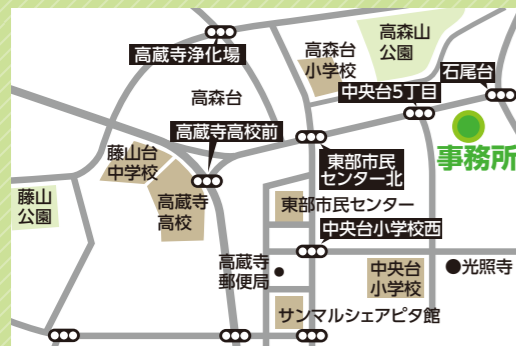 高蔵寺浄化場
高森台
小学校
高森山
公園
石尾台
中央台5丁目
高森台
高蔵寺高校前
事務所
藤山台
中学校
東部市民
センター北
藤山
公園
高蔵寺
高校
東部市民センター
中央台小学校西
高蔵寺
郵便局
中央台
小学校
光照寺
サンマルシェアピタ館